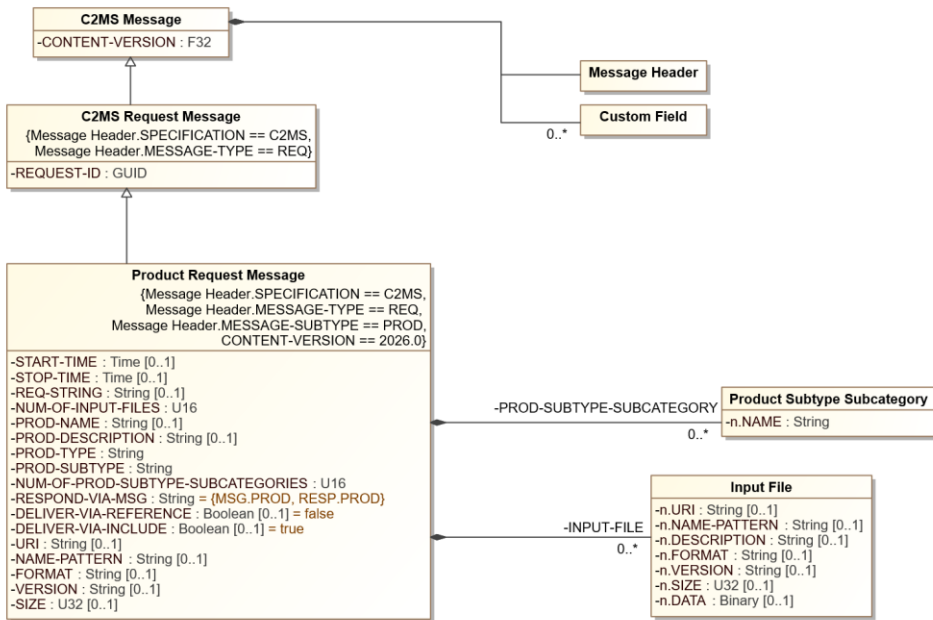 C2MS Message
-CONTENT-VERSION : F32
Message Header
Custom Field
0..*
C2MS Request Message
{Message Header.SPECIFICATION == C2MS,
Message Header.MESSAGE-TYPE == REQ}
-REQUEST-ID : GUID
Product Request Message
{Message Header.SPECIFICATION == C2MS,
Message Header.MESSAGE-TYPE == REQ,
Message Header.MESSAGE-SUBTYPE == PROD,
CONTENT-VERSION == 2026.0}
-START-TIME : Time [0..1]
-STOP-TIME : Time [0..1]
-REQ-STRING : String [0..1]
-NUM-OF-INPUT-FILES : U16
-PROD-NAME : String [0..1]
-PROD-DESCRIPTION : String [0..1]
-PROD-TYPE : String
-PROD-SUBTYPE : String
-NUM-OF-PROD-SUBTYPE-SUBCATEGORIES : U16
-RESPOND-VIA-MSG : String = {MSG.PROD, RESP.PROD}
-DELIVER-VIA-REFERENCE : Boolean [0..1] = false
-DELIVER-VIA-INCLUDE : Boolean [0..1] = true
-URI : String [0..1]
-NAME-PATTERN : String [0..1]
-FORMAT : String [0..1]
-VERSION : String [0..1]
-SIZE : U32 [0..1]
-PROD-SUBTYPE-SUBCATEGORY
0..*
Product Subtype Subcategory
-n.NAME : String
-INPUT-FILE
0..*
Input File
-n.URI : String [0..1]
-n.NAME-PATTERN : String [0..1]
-n.DESCRIPTION : String [0..1]
-n.FORMAT : String [0..1]
-n.VERSION : String [0..1]
-n.SIZE : U32 [0..1]
-n.DATA : Binary [0..1]